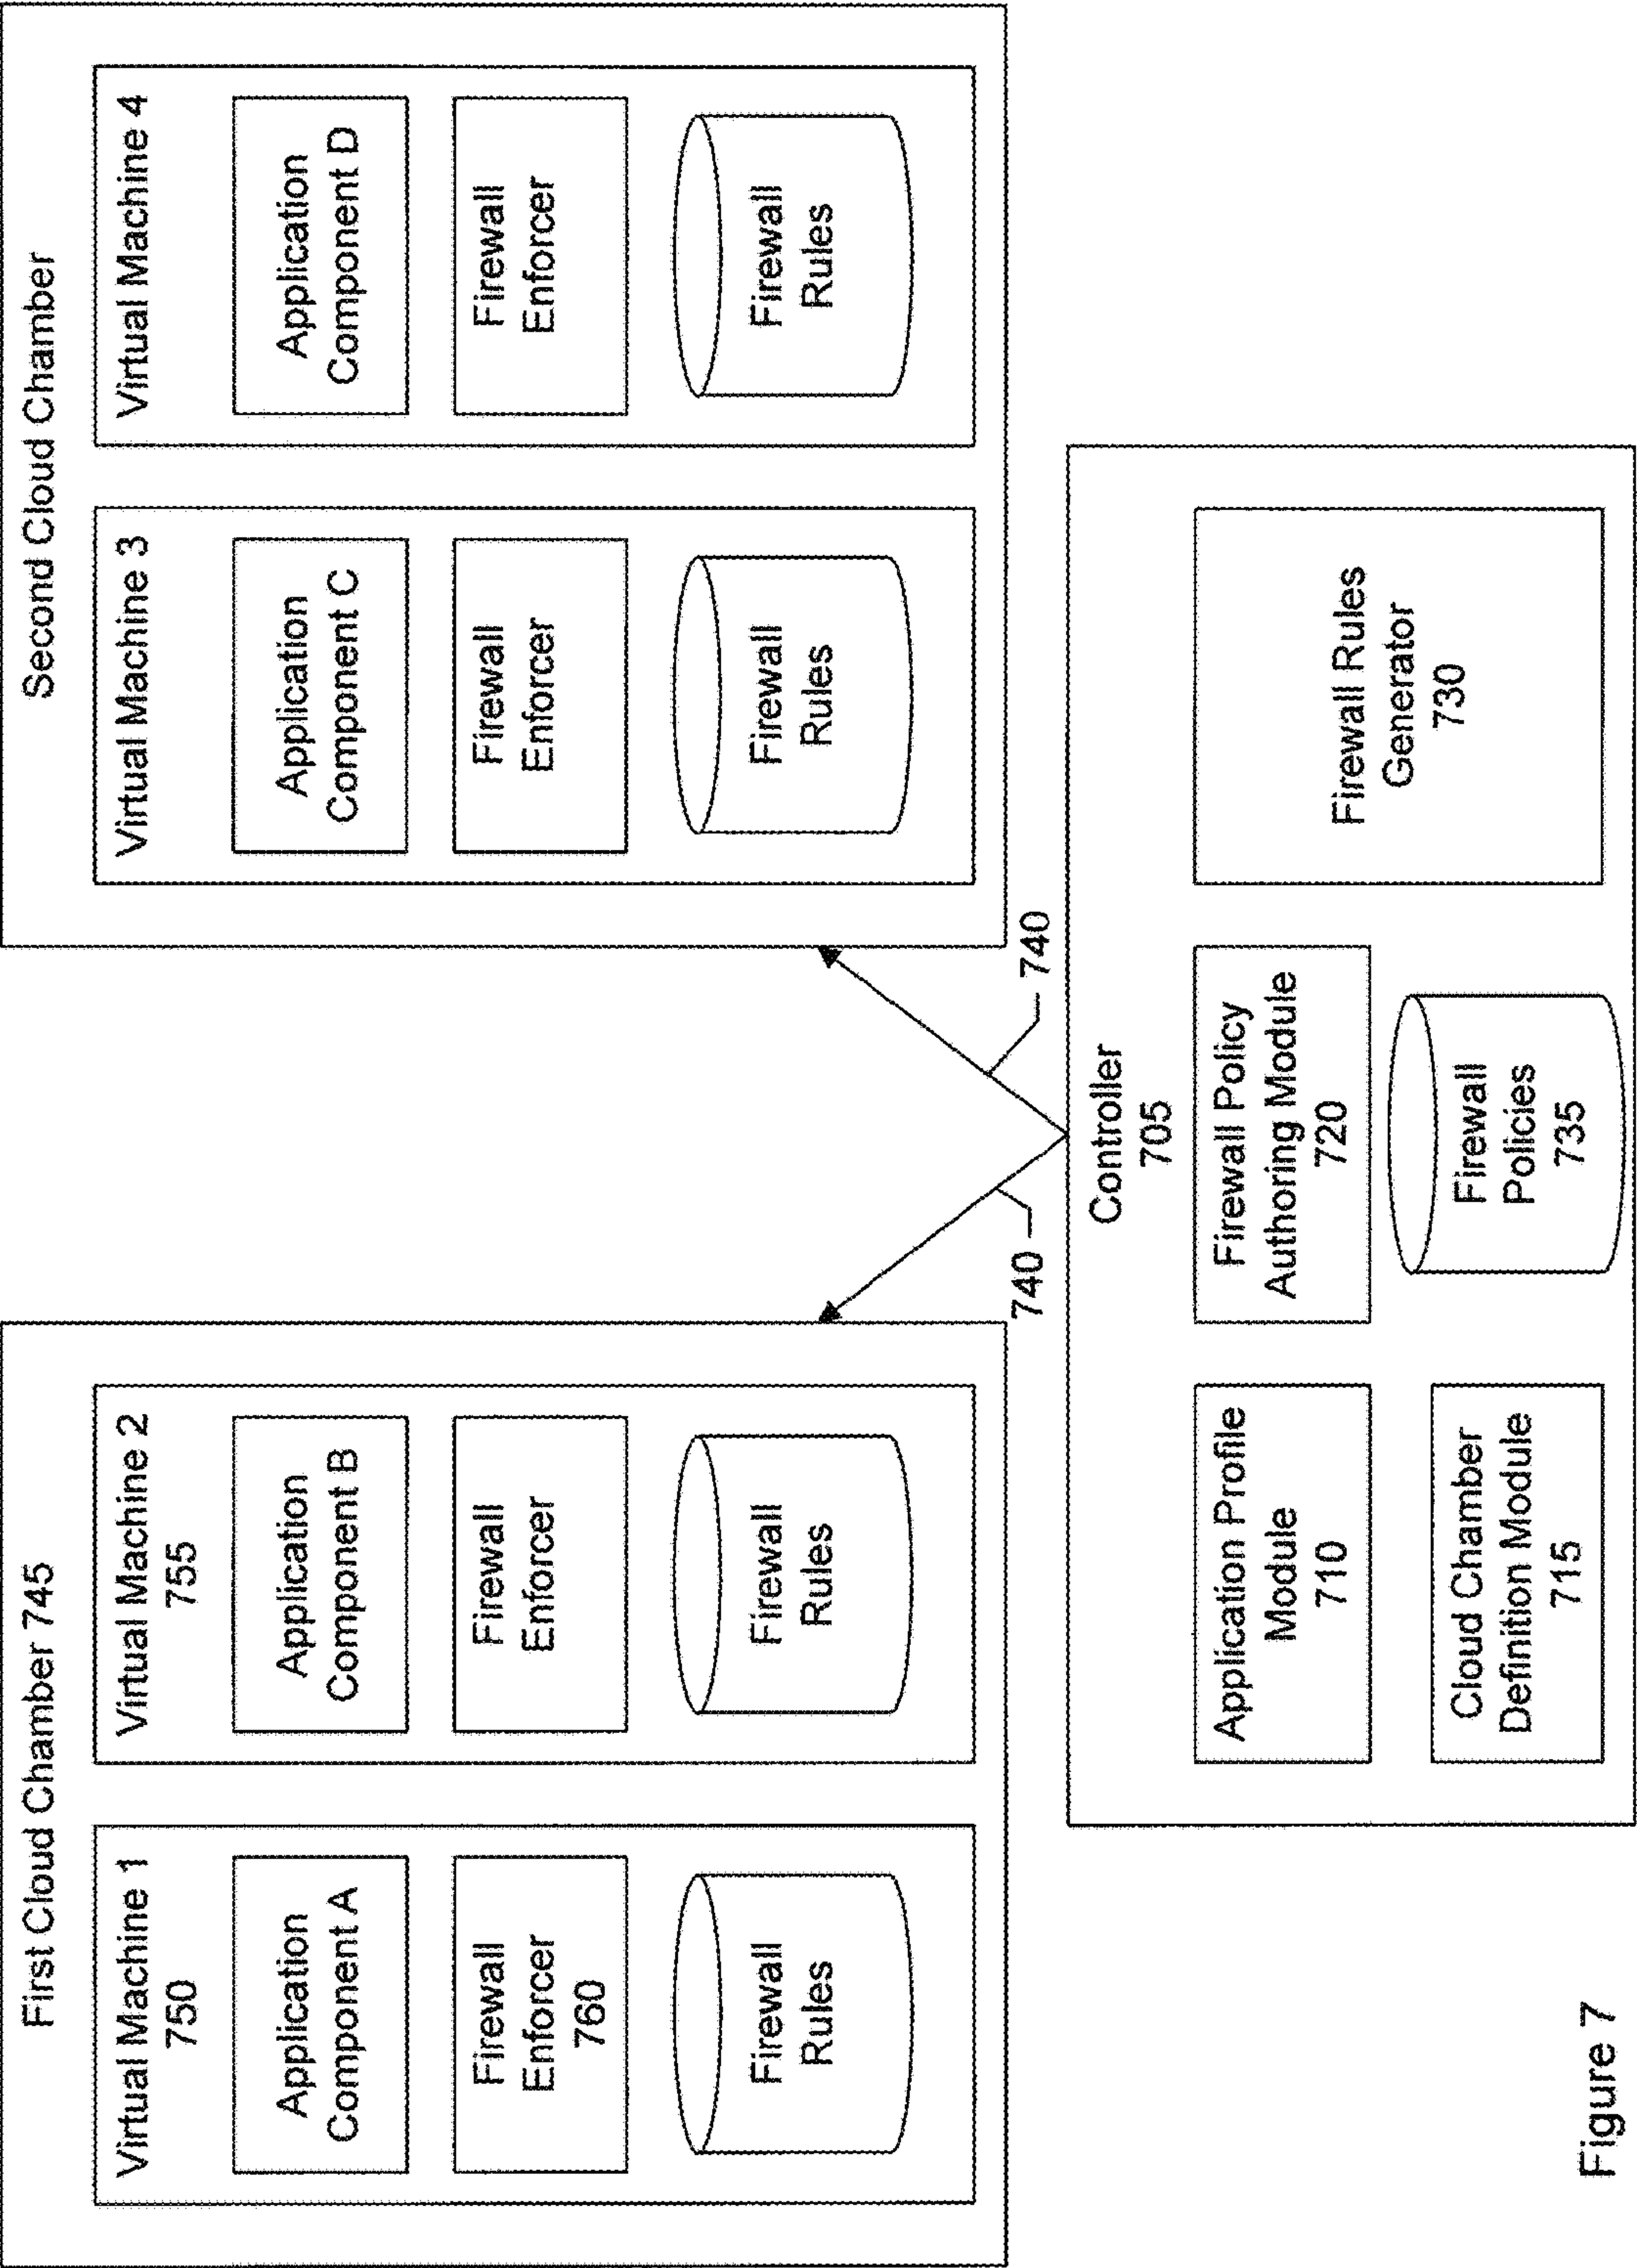 First Cloud Chamber 745
Virtual Machine 1
750
Application
Component A
Firewall
Enforcer
760
Firewall
Rules
Virtual Machine 2
755
Application
Component B
Firewall
Enforcer
Firewall
Rules
Second Cloud Chamber
Virtual Machine 3
Application
Component C
Firewall
Enforcer
Firewall
Rules
Virtual Machine 4
Application
Component D
Firewall
Enforcer
Firewall
Rules
740
740
Controller
705
Application Profile
Module
710
Cloud Chamber
Definition Module
715
Firewall Policy
Authoring Module
720
Firewall
Policies
735
Firewall Rules
Generator
730
Figure 7